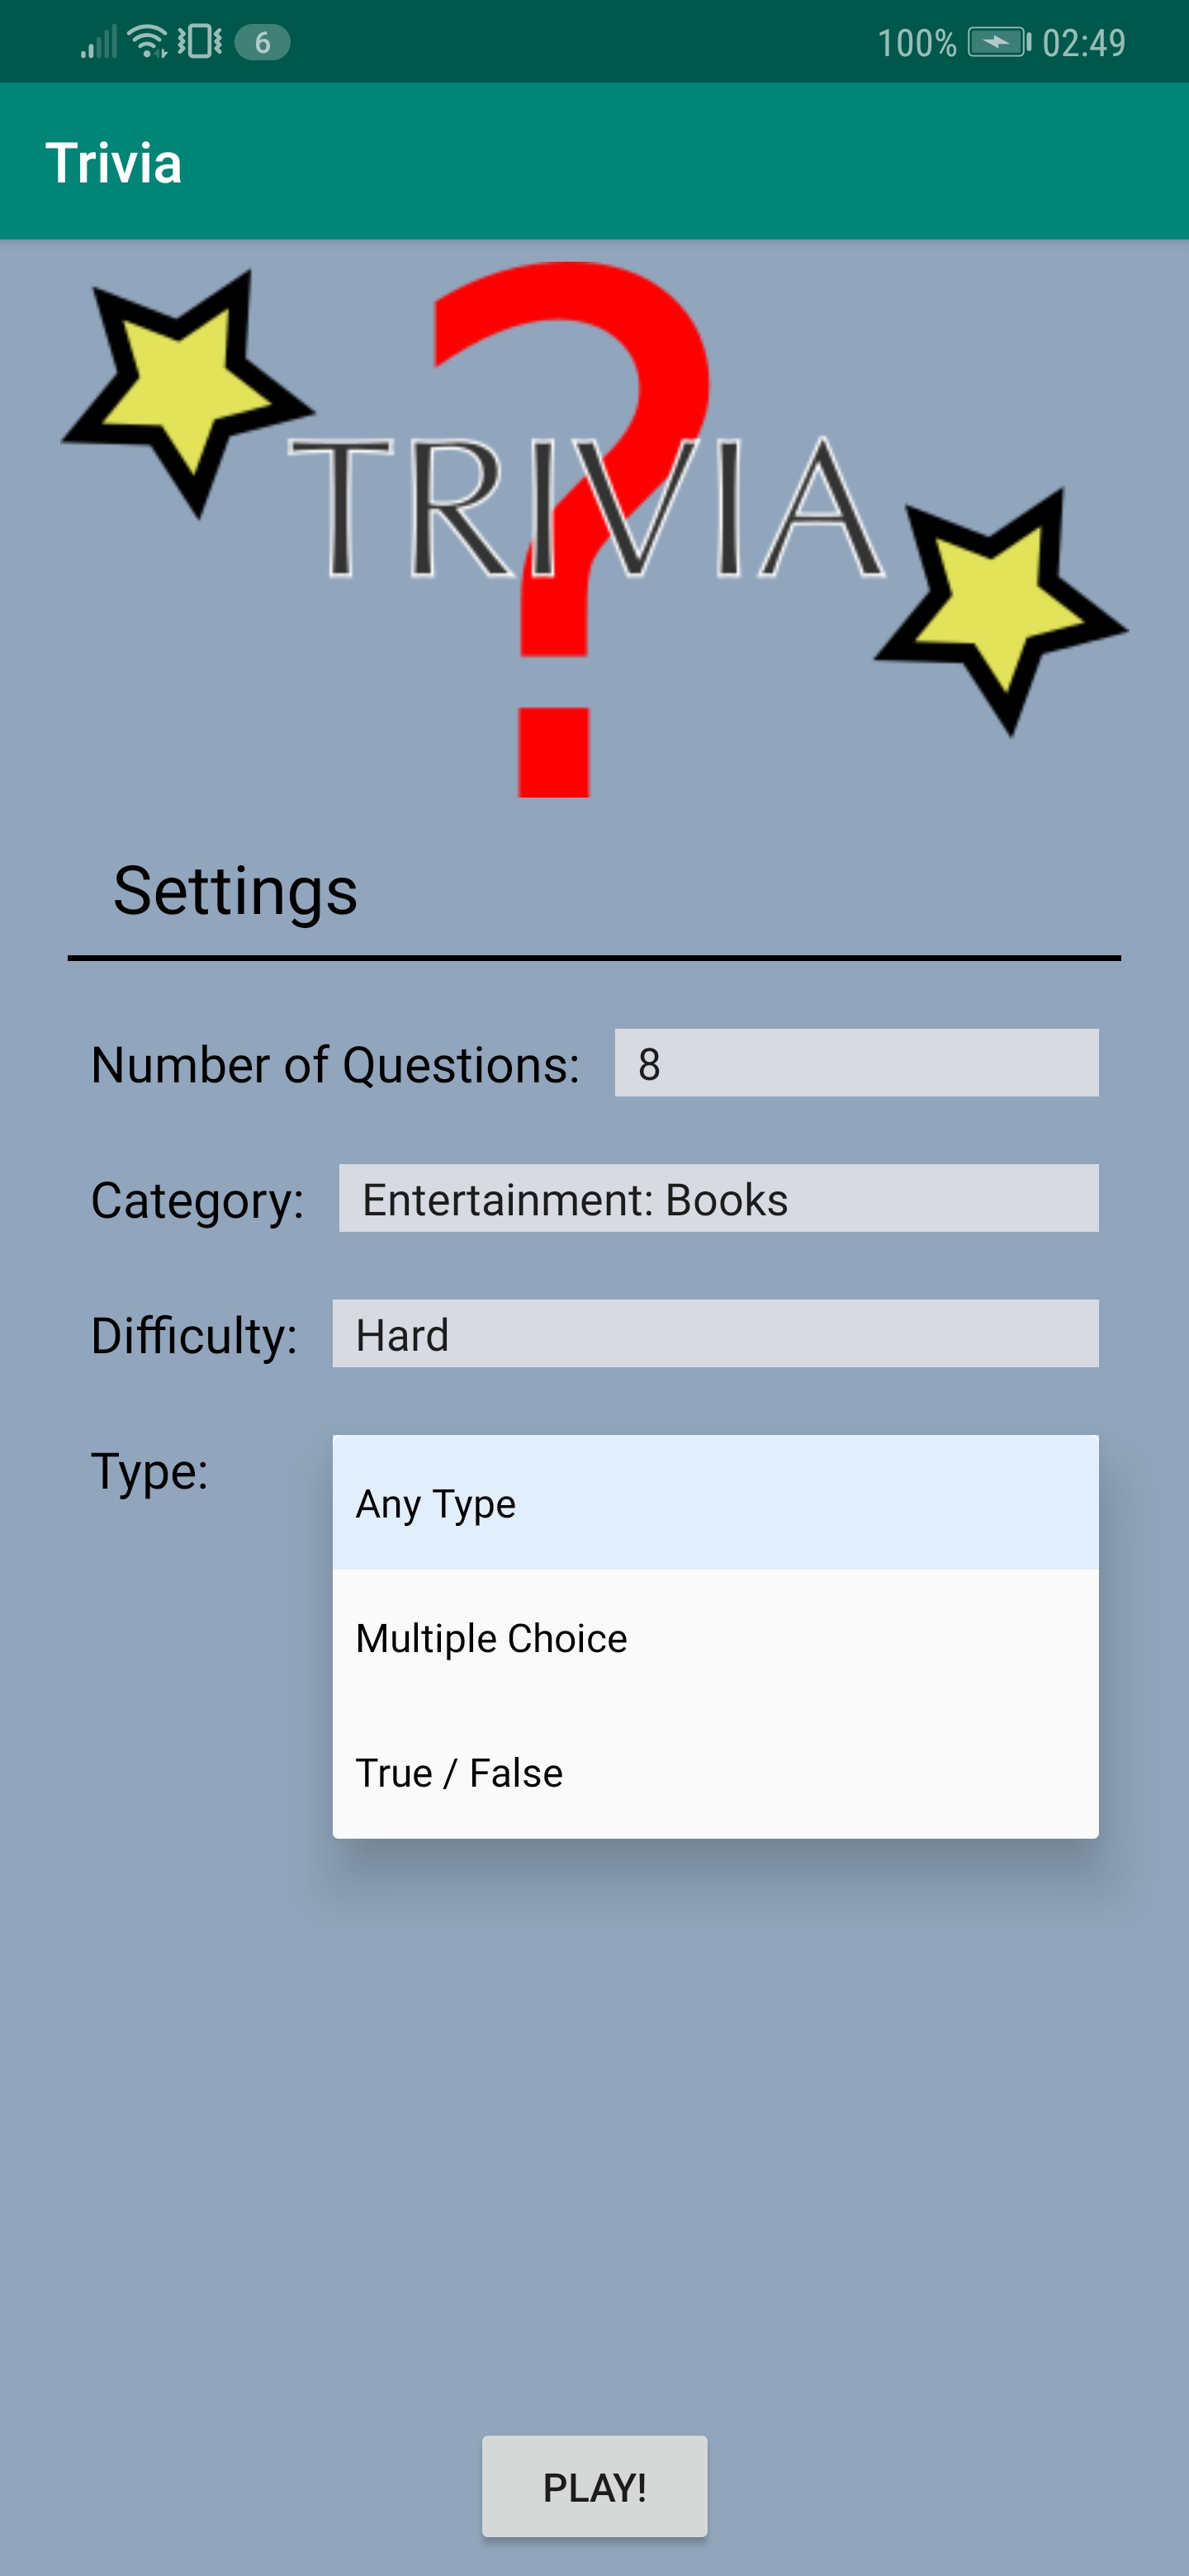 6 100% 02:49
Trivia
TRIVIA
Settings
Number of Questions: 8
Category: Entertainment: Books
Difficulty: Hard
Type: Any Type
Multiple Choice
True / False
PLAY!